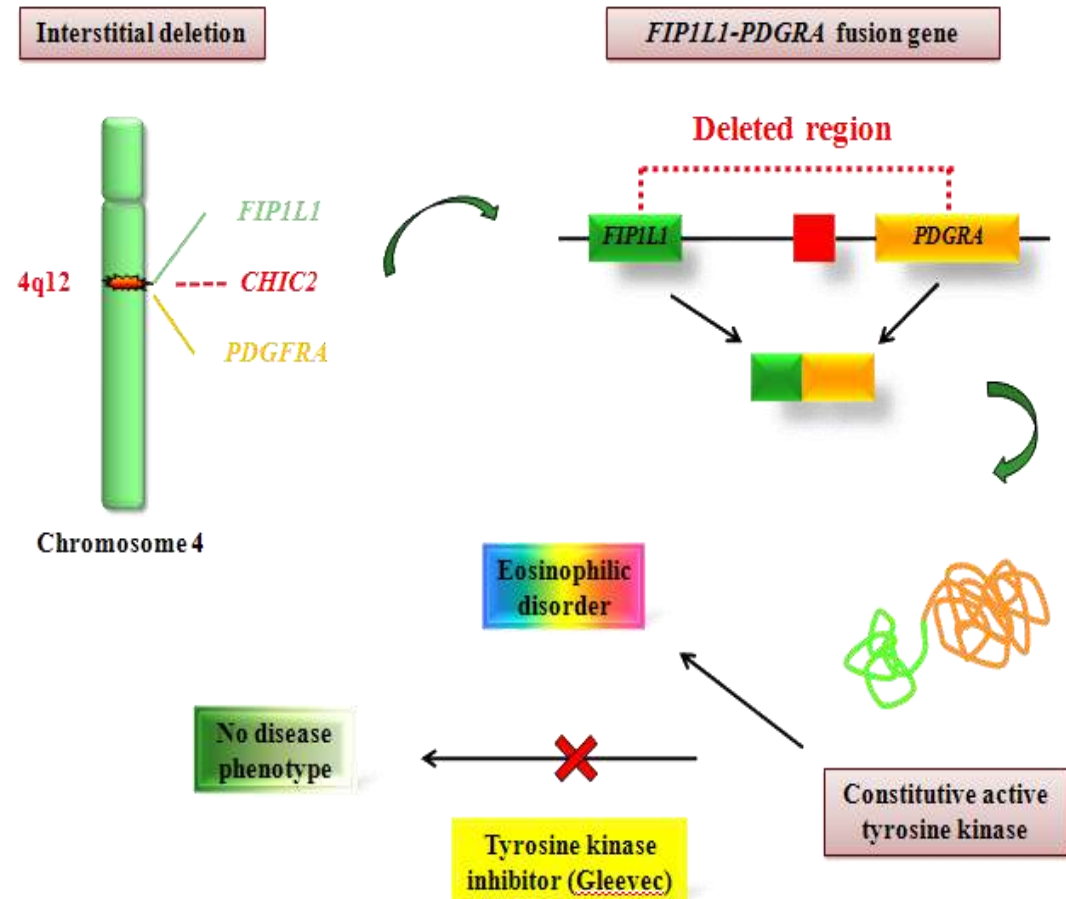 Interstitial deletion
FIP1L1-PDGRA fusion gene
Deleted region
FIP1L1
PDGRA
FIP1L1
4q12
CHIC2
PDGFRA
Chromosome 4
Eosinophilic
disorder
No disease
phenotype
Constitutive active
tyrosine kinase
Tyrosine kinase
inhibitor (Gleevec)